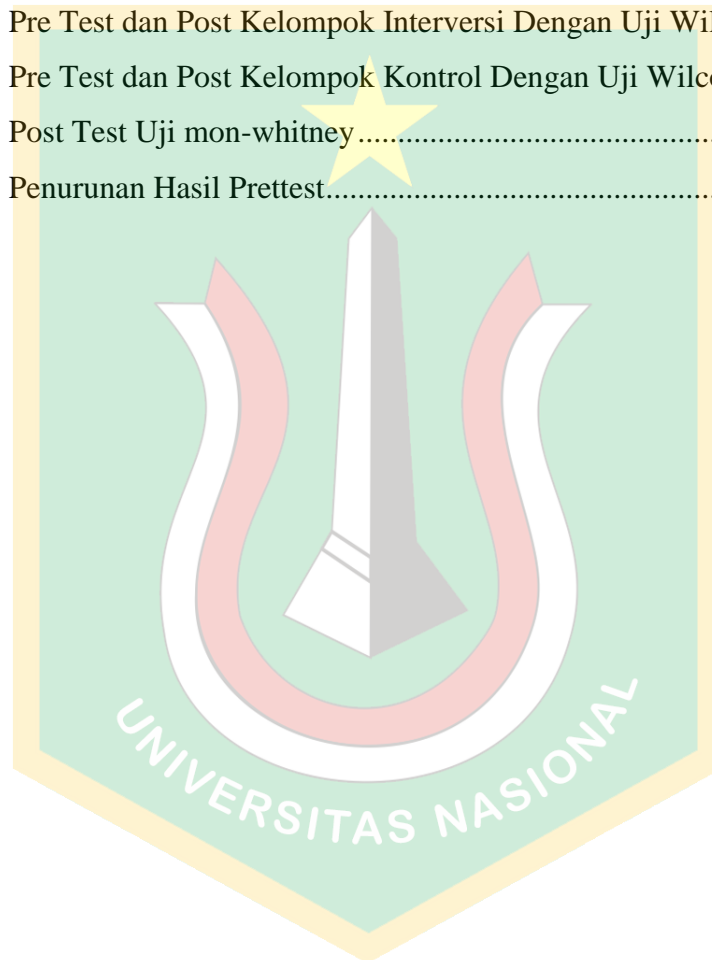 Pre Test dan Post Kelompok Interversi Dengan Uji
Pre Test dan Post Kelompok Kontrol Dengan Uji
Post Test Uji mon-whitney................................................
Penurunan Hasil Prettest....................................................
UNIVERSITAS NASIONAL